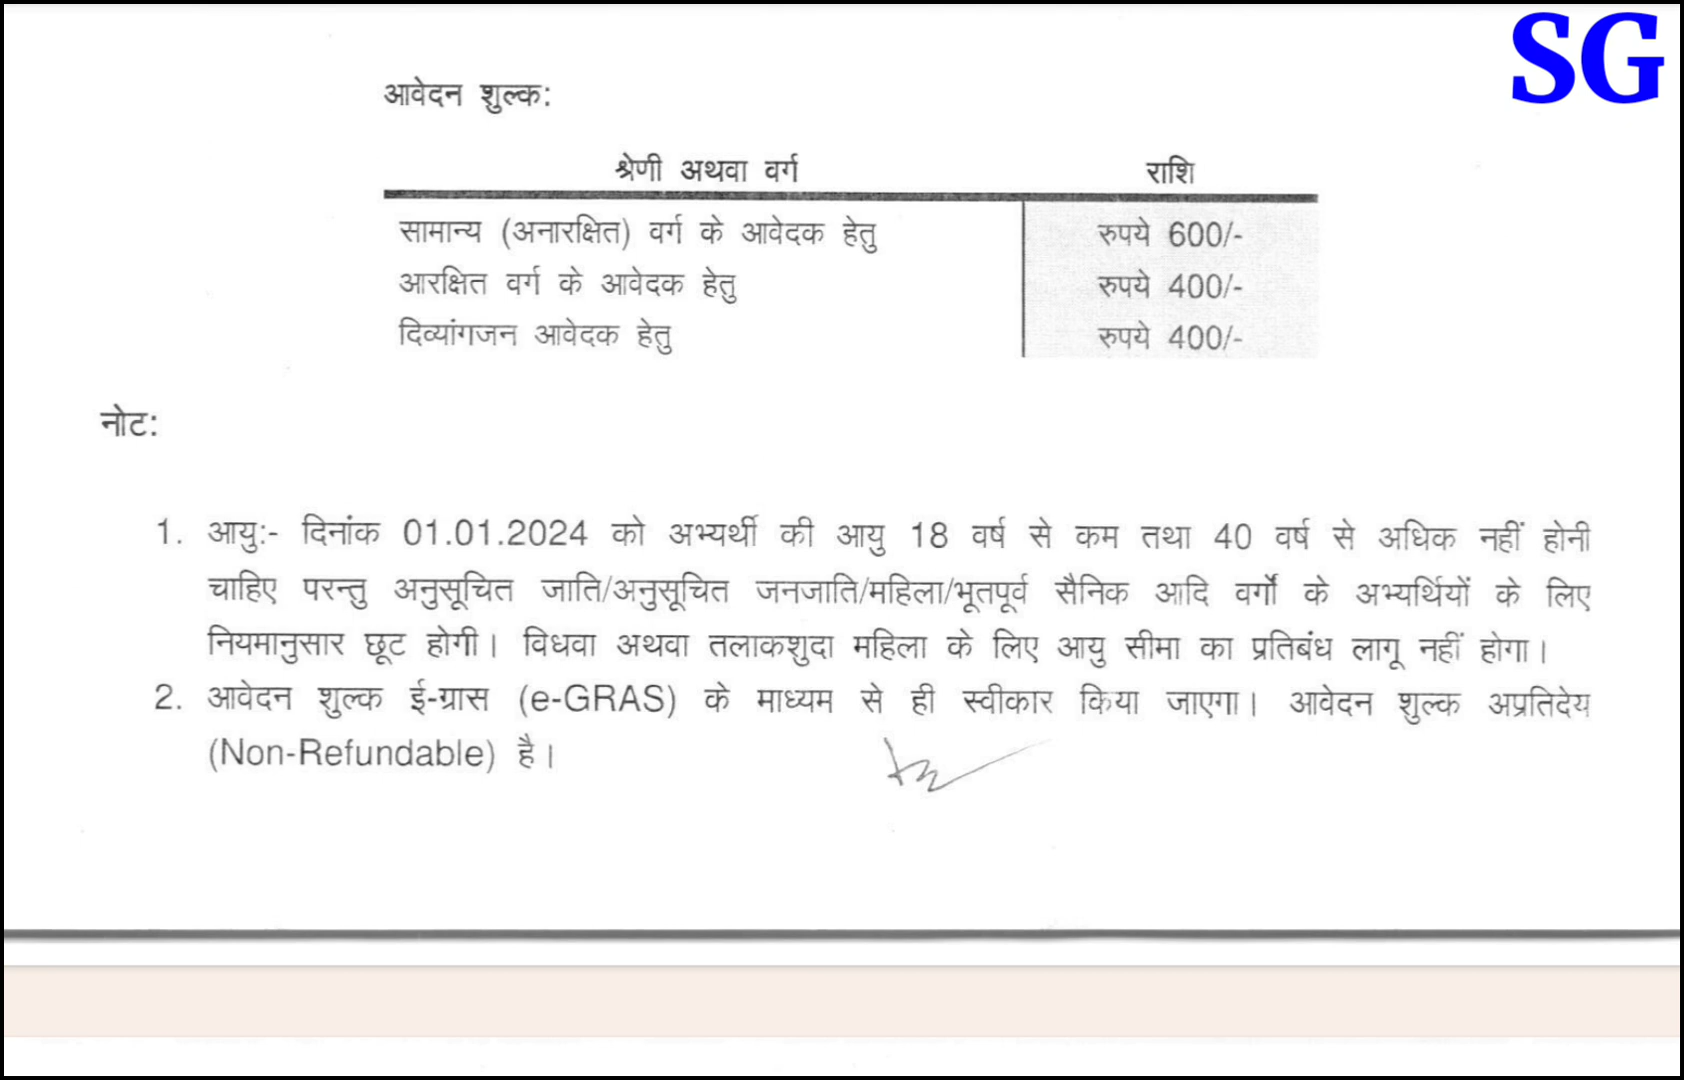 SG
आवेदन शुल्क:
श्रेणी अथवा वर्ग राशि
सामान्य (अनारक्षित) वर्ग के आवेदक हेतु रुपये 600/-
आरक्षित वर्ग के आवेदक हेतु रुपये 400/-
दिव्यांगजन आवेदक हेतु रुपये 400/-
नोट:
1. आयु:- दिनांक 01.01.2024 को अभ्यर्थी की आयु 18 वर्ष से कम तथा 40 वर्ष से अधिक नहीं होनी
चाहिए परन्तु अनुसूचित जाति/अनुसूचित जनजाति/महिला/भूतपूर्व सैनिक आदि वर्गों के अभ्यर्थियों के लिए
नियमानुसार छूट होगी। विधवा अथवा तलाकशुदा महिला के लिए आयु सीमा का प्रतिबंध लागू नहीं होगा।
2. आवेदन शुल्क ई-ग्रास (e-GRAS) के माध्यम से ही स्वीकार किया जाएगा। आवेदन शुल्क अप्रतिदेय
(Non-Refundable) है।